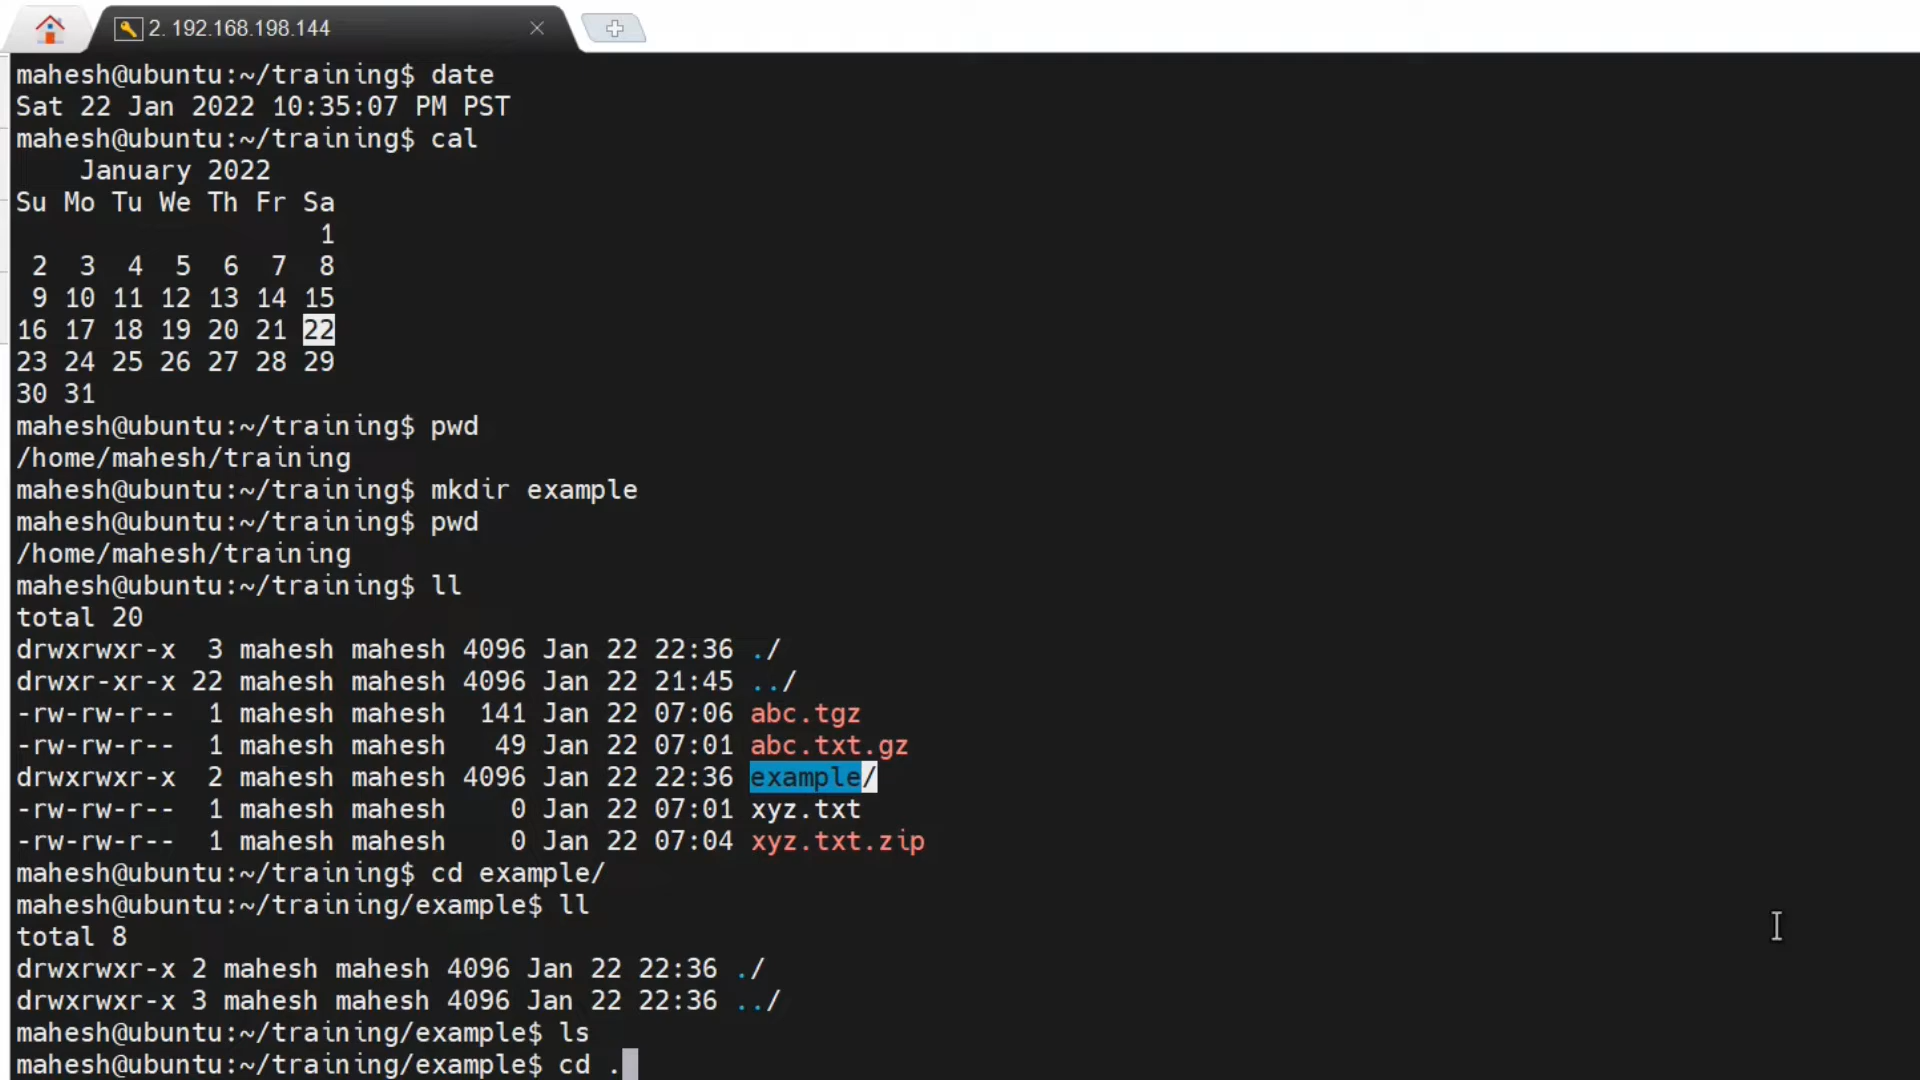 2. 192.168.198.144
mahesh@ubuntu:~/training$ date
Sat 22 Jan 2022 10:35:07 PM PST
mahesh@ubuntu:~/training$ cal
    January 2022
Su Mo Tu We Th Fr Sa
                   1
 2  3  4  5  6  7  8
 9 10 11 12 13 14 15
16 17 18 19 20 21 22
23 24 25 26 27 28 29
30 31
mahesh@ubuntu:~/training$ pwd
/home/mahesh/training
mahesh@ubuntu:~/training$ mkdir example
mahesh@ubuntu:~/training$ pwd
/home/mahesh/training
mahesh@ubuntu:~/training$ ll
total 20
drwxrwxr-x  3 mahesh mahesh 4096 Jan 22 22:36 ./
drwxr-xr-x 22 mahesh mahesh 4096 Jan 22 21:45 ../
-rw-rw-r--  1 mahesh mahesh  141 Jan 22 07:06 abc.tgz
-rw-rw-r--  1 mahesh mahesh   49 Jan 22 07:01 abc.txt.gz
drwxrwxr-x  2 mahesh mahesh 4096 Jan 22 22:36 example/
-rw-rw-r--  1 mahesh mahesh    0 Jan 22 07:01 xyz.txt
-rw-rw-r--  1 mahesh mahesh    0 Jan 22 07:04 xyz.txt.zip
mahesh@ubuntu:~/training$ cd example/
mahesh@ubuntu:~/training/example$ ll
total 8
drwxrwxr-x 2 mahesh mahesh 4096 Jan 22 22:36 ./
drwxrwxr-x 3 mahesh mahesh 4096 Jan 22 22:36 ../
mahesh@ubuntu:~/training/example$ ls
mahesh@ubuntu:~/training/example$ cd .